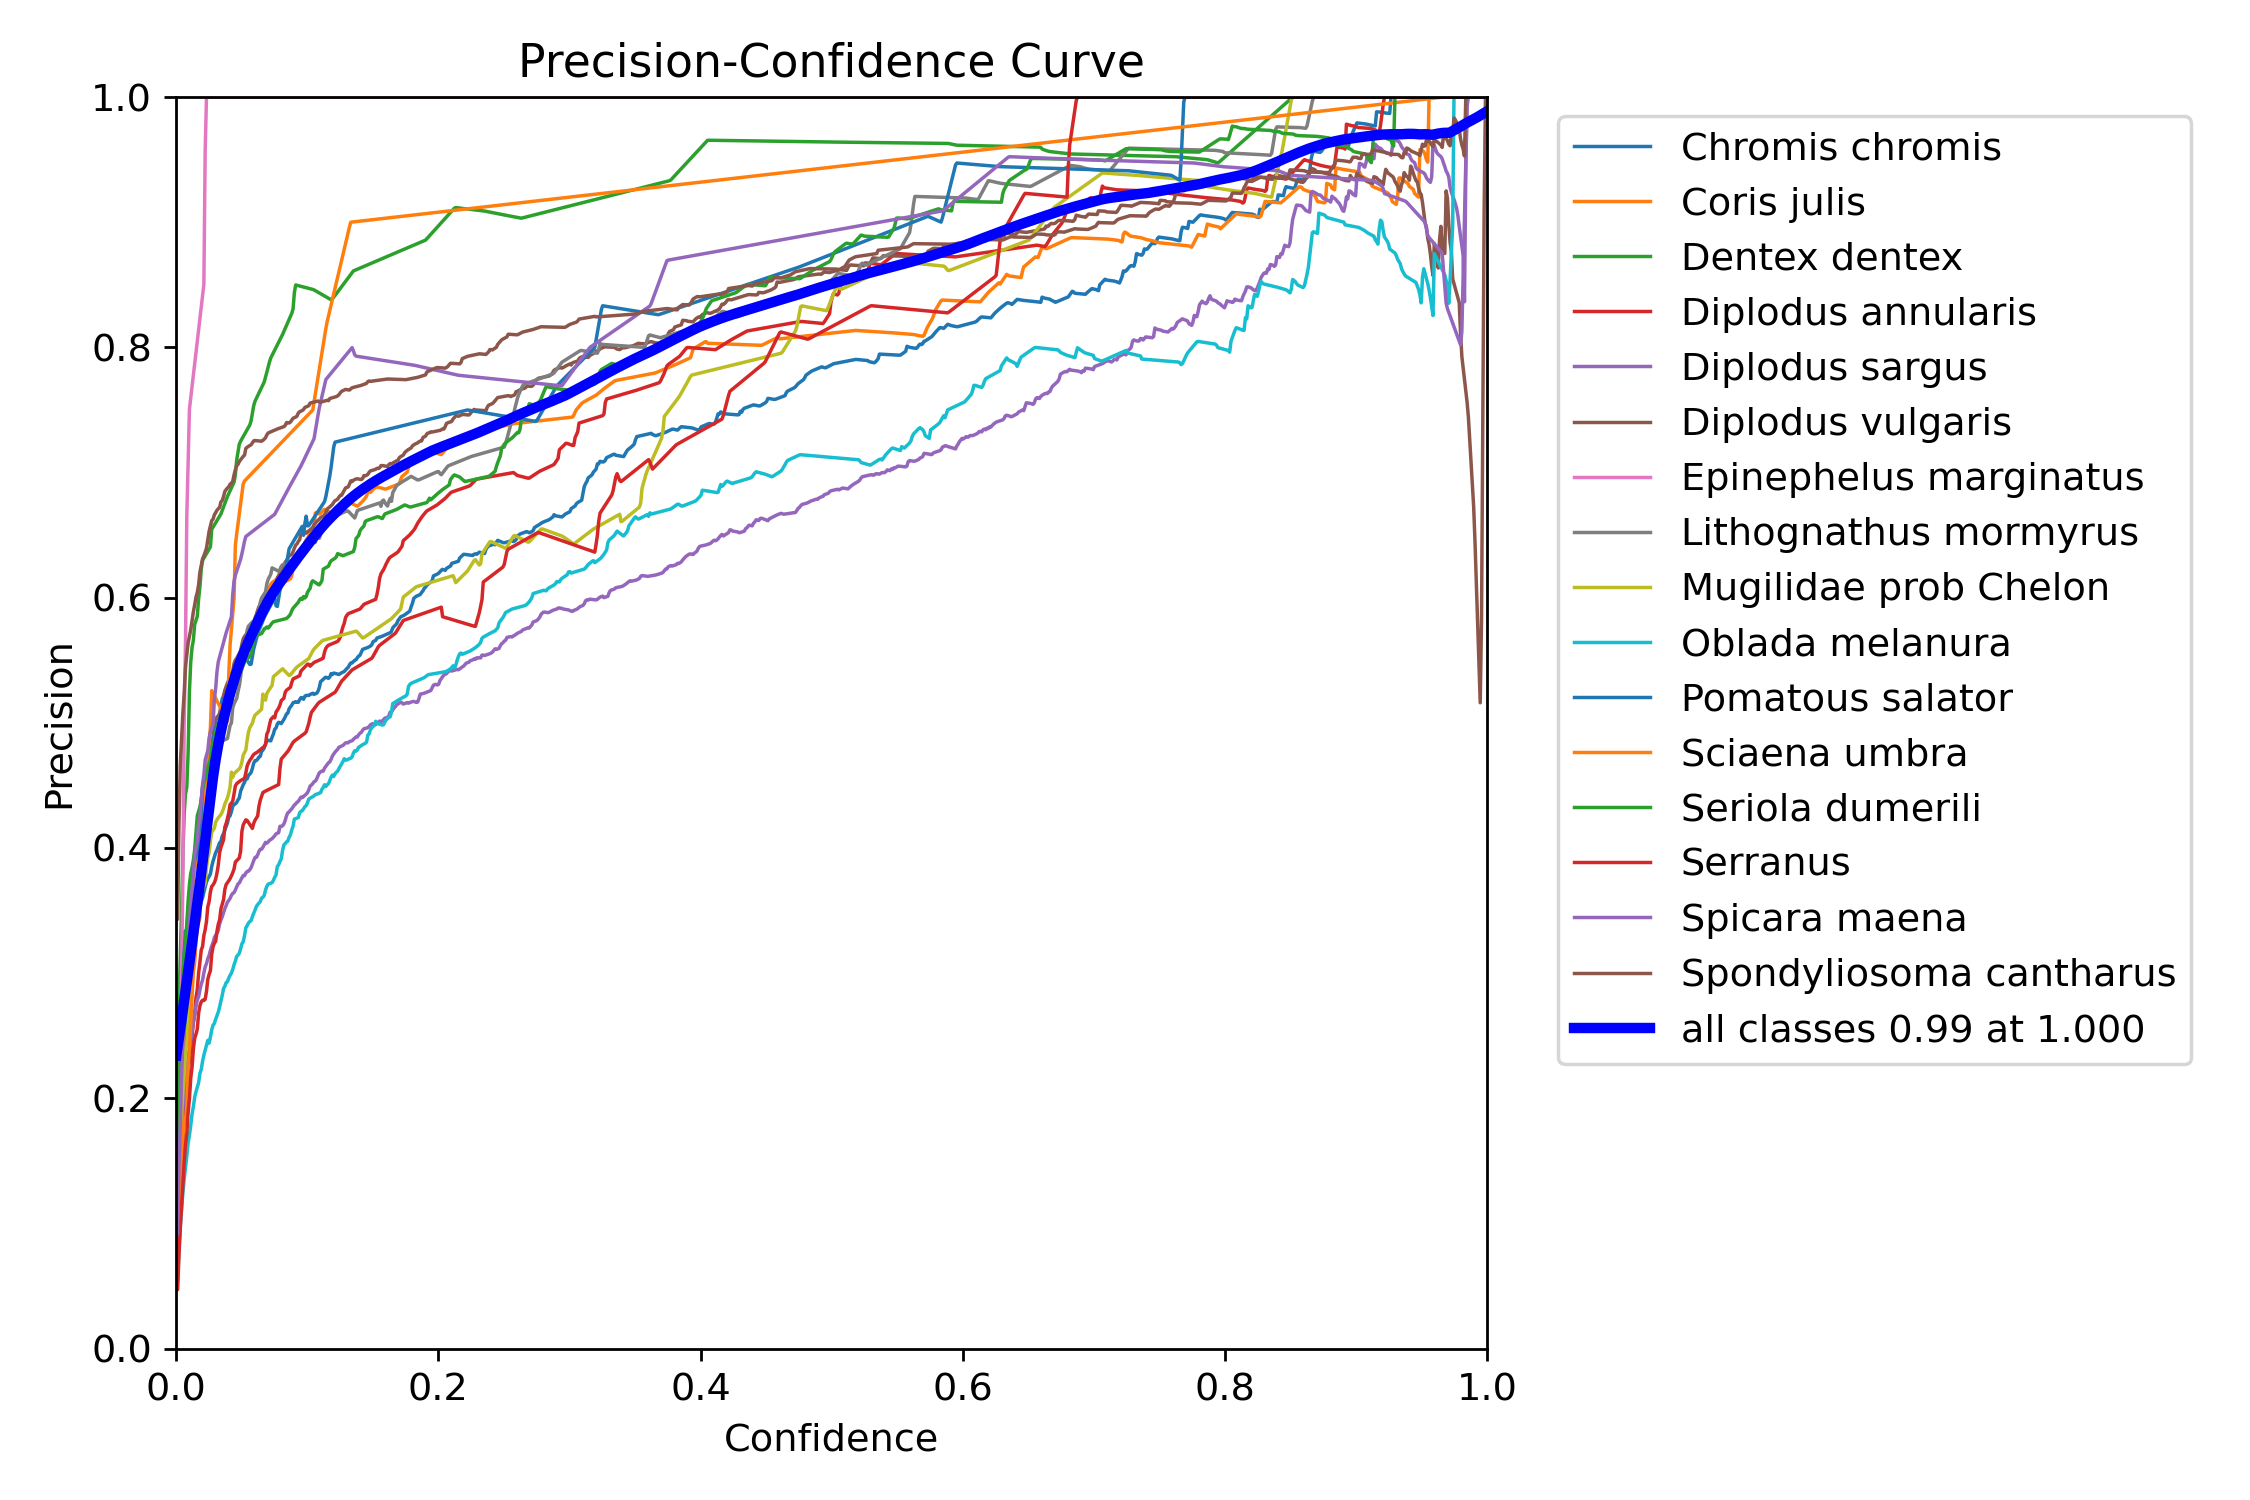 Precision-Confidence Curve
1.0
0.8
0.6
0.4
0.2
0.0
Precision
0.0 0.2 0.4 0.6 0.8 1.0
Confidence
Chromis chromis
Coris julis
Dentex dentex
Diplodus annularis
Diplodus sargus
Diplodus vulgaris
Epinephelus marginatus
Lithognathus mormyrus
Mugilidae prob Chelon
Oblada melanura
Pomatous salator
Sciaena umbra
Seriola dumerili
Serranus
Spicara maena
Spondyliosoma cantharus
all classes 0.99 at 1.000